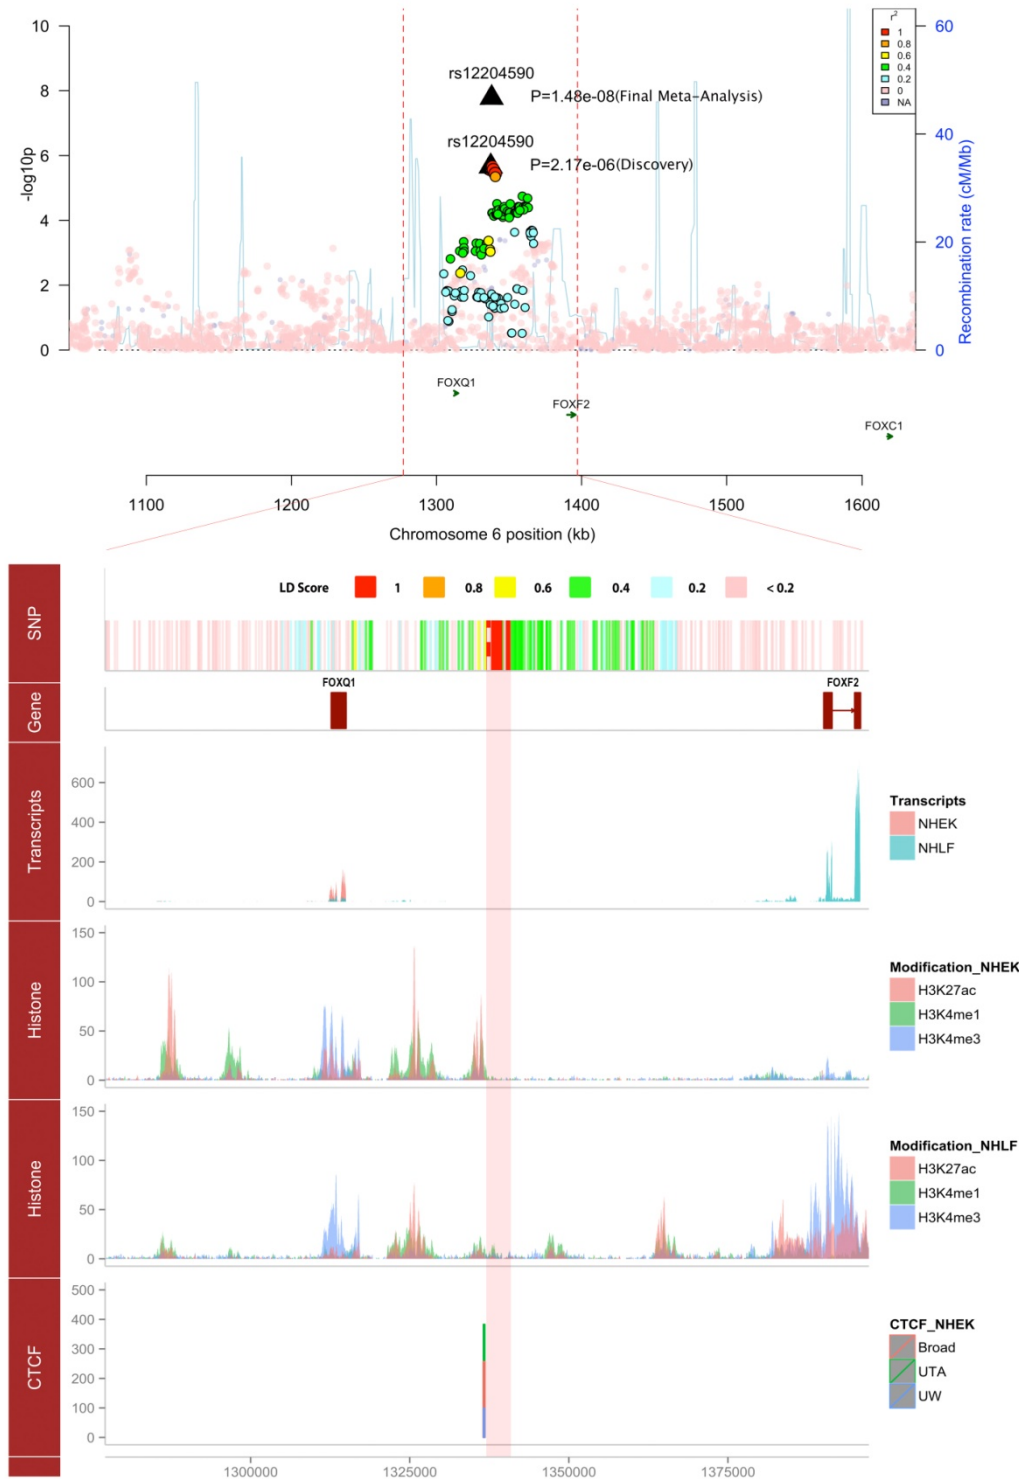 10
8
6
4
2
0
-log10p
60
40
20
0
Recombination rate (cM/Mb)
r2
1
0.8
0.6
0.4
0.2
0
NA
rs12204590
P=1.48e-08(Final Meta-Analysis)
rs12204590
P=2.17e-06(Discovery)
FOXQ1
FOXF2
FOXC1
1100 1200 1300 1400 1500 1600
Chromosome 6 position (kb)
SNP
LD Score 1 0.8 0.6 0.4 0.2 < 0.2
Gene
FOXQ1 FOXF2
Transcripts
600
400
200
0
Transcripts
NHEK
NHLF
Histone
150
100
50
0
Modification_NHEK
H3K27ac
H3K4me1
H3K4me3
Histone
150
100
50
0
Modification_NHLF
H3K27ac
H3K4me1
H3K4me3
CTCF
500
400
300
200
100
0
CTCF_NHEK
Broad
UTA
UW
1300000 1325000 1350000 1375000